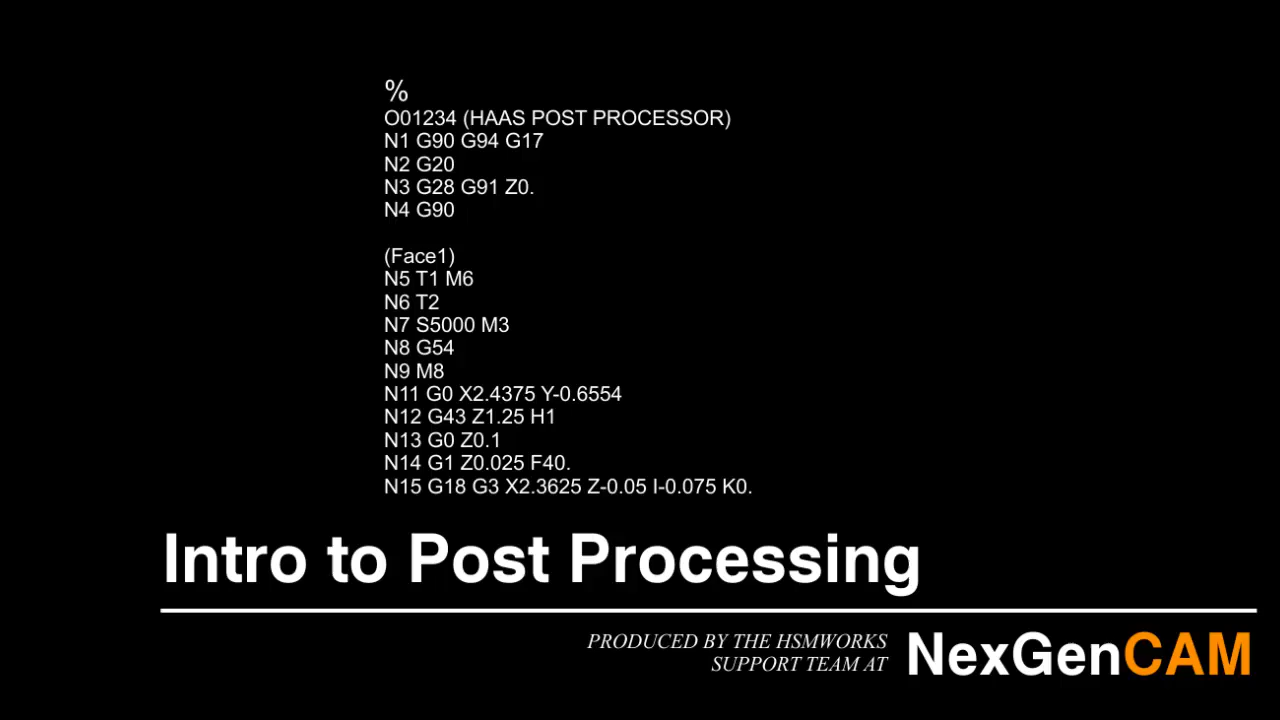 %
O01234 (HAAS POST PROCESSOR)
N1 G90 G94 G17
N2 G20
N3 G28 G91 Z0.
N4 G90
(Face1)
N5 T1 M6
N6 T2
N7 S5000 M3
N8 G54
N9 M8
N11 G0 X2.4375 Y-0.6554
N12 G43 Z1.25 H1
N13 G0 Z0.1
N14 G1 Z0.025 F40.
N15 G18 G3 X2.3625 Z-0.05 I-0.075 K0.
Intro to Post Processing
PRODUCED BY THE HSMWORKS
SUPPORT TEAM AT
NexGenCAM